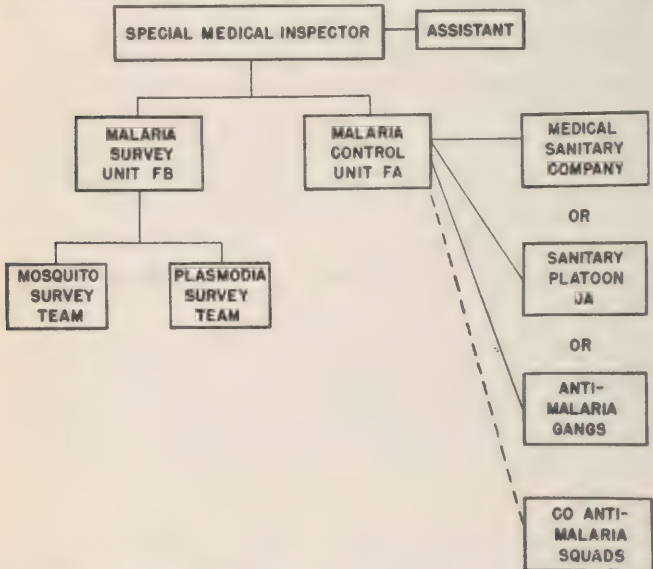 SPECIAL MEDICAL INSPECTOR
ASSISTANT
MALARIA
SURVEY
UNIT FB
MALARIA
CONTROL
UNIT FA
MEDICAL
SANITARY
COMPANY
OR
SANITARY
PLATOON
JA
OR
ANTI-
MALARIA
GANGS
MOSQUITO
SURVEY
TEAM
PLASMODIA
SURVEY
TEAM
CO ANTI-
MALARIA
SQUADS